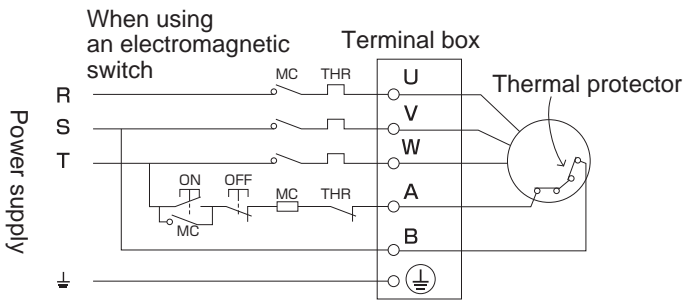 When using
an electromagnetic
switch
Terminal box
Thermal protector
MC THR
R
U
S
V
T
W
Power supply
ON OFF MC THR
A
MC
B